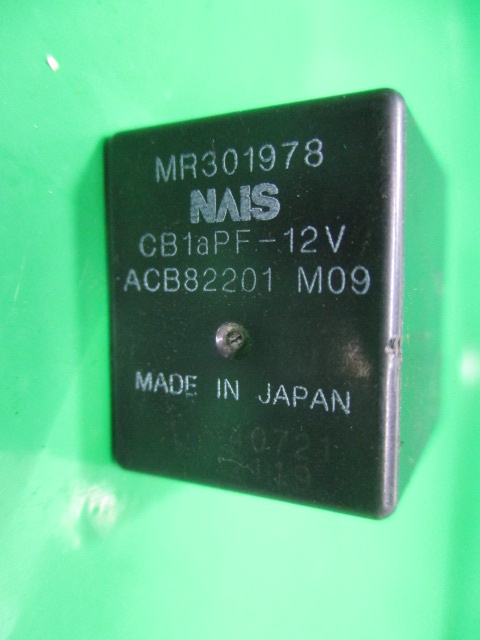 MR301978
NAIS
CB1aPF-12V
ACB82201 M09
MADE IN JAPAN